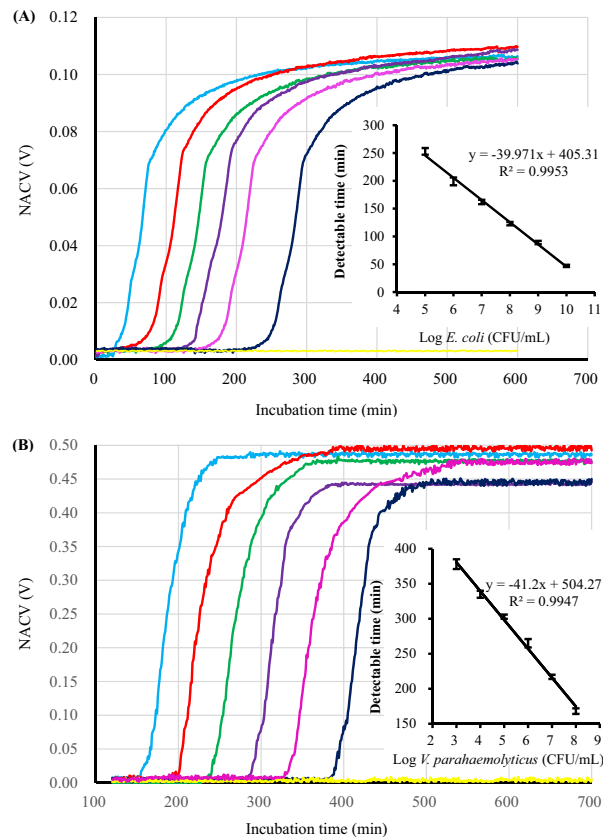 (A)
0.12
0.10
0.08
0.06
0.04
0.02
0.00
NACV (V)
0 100 200 300 400 500 600 700
Incubation time (min)
300
250
200
150
100
50
0
Detectable time (min)
y = -39.971x + 405.31
R² = 0.9953
4 5 6 7 8 9 10 11
Log E. coli (CFU/mL)
(B)
0.50
0.45
0.40
0.35
0.30
0.25
0.20
0.15
0.10
0.05
0.00
NACV (V)
100 200 300 400 500 600 700
Incubation time (min)
400
350
300
250
200
150
Detectable time (min)
y = -41.2x + 504.27
R² = 0.9947
2 3 4 5 6 7 8 9
Log V. parahaemolyticus (CFU/mL)